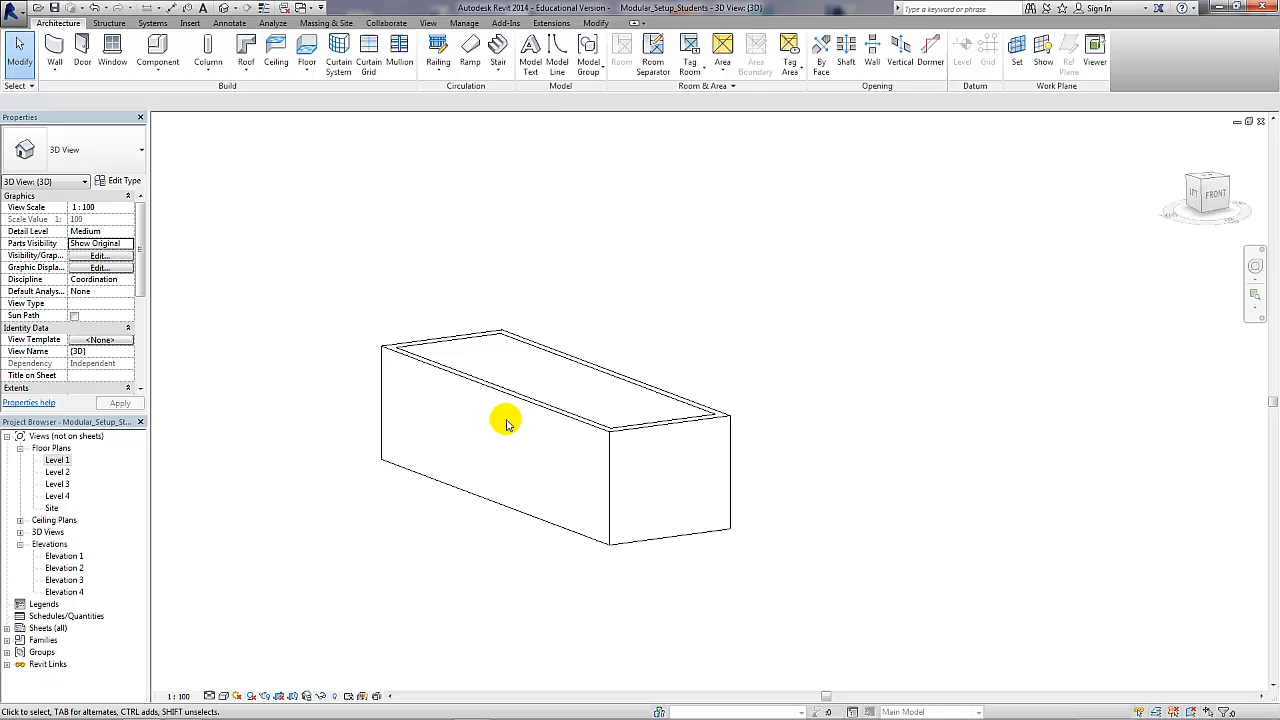 Autodesk Revit 2014 - Educational Version - Modular_Setup_Students - 3D View: {3D}
Type a keyword or phrase
Sign In
Architecture Structure Systems Insert Annotate Analyze Massing & Site Collaborate View Manage Add-Ins Extensions Modify
Modify Wall Door Window Component Column Roof Ceiling Floor Curtain System Curtain Grid Mullion Railing Ramp Stair Model Text Model Line Model Group Room Room Separator Tag Room Area Area Boundary Tag Area By Face Shaft Wall Vertical Dormer Level Grid Set Show Ref Plane Viewer
Select Build Circulation Model Room & Area Opening Datum Work Plane
Properties
3D View
3D View: {3D} Edit Type
Graphics
View Scale 1 : 100
Scale Value 1: 100
Detail Level Medium
Parts Visibility Show Original
Visibility/Grap... Edit...
Graphic Displa... Edit...
Discipline Coordination
Default Analys... None
View Type
Sun Path
Identity Data
View Template <None>
View Name {3D}
Dependency Independent
Title on Sheet
Extents
Properties help Apply
Project Browser - Modular_Setup_St...
Views (not on sheets)
Floor Plans
Level 1
Level 2
Level 3
Level 4
Site
Ceiling Plans
3D Views
Elevations
Elevation 1
Elevation 2
Elevation 3
Elevation 4
Legends
Schedules/Quantities
Sheets (all)
Families
Groups
Revit Links
LEFT FRONT
1 : 100
Click to select, TAB for alternates, CTRL adds, SHIFT unselects.
:0
Main Model
:0